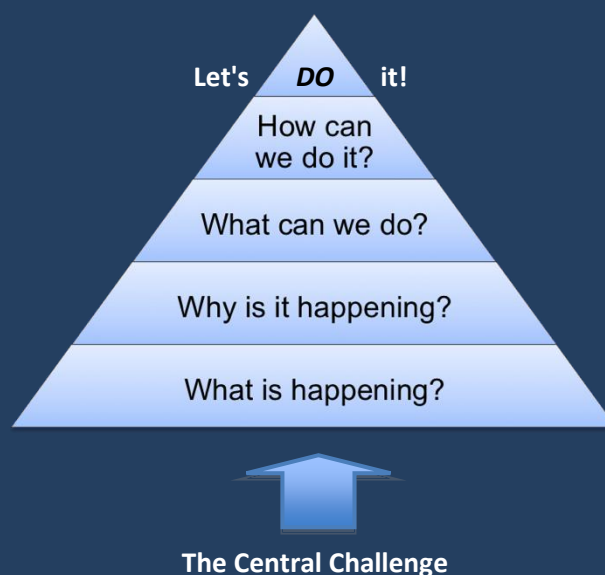 Let's DO it!
How can
we do it?
What can we do?
Why is it happening?
What is happening?
The Central Challenge